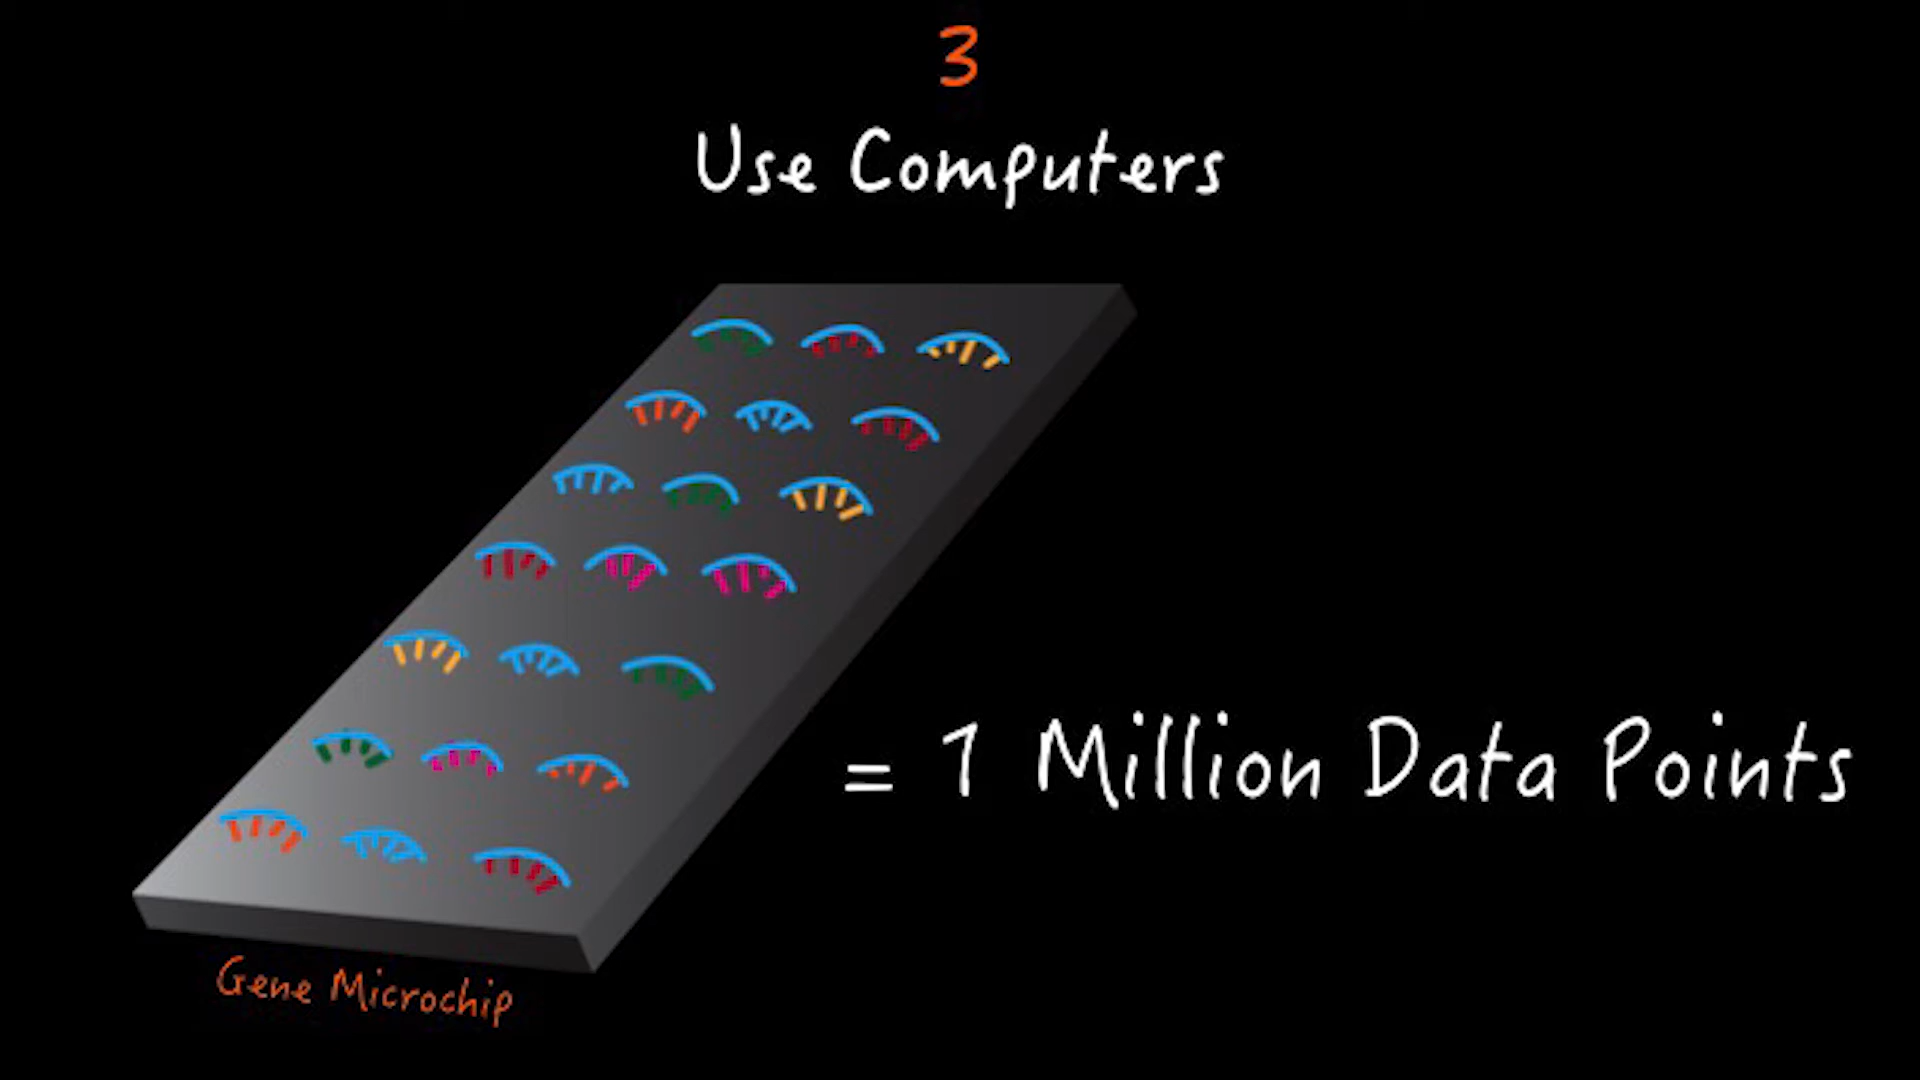 3
Use Computers
= 1 Million Data Points
Gene Microchip